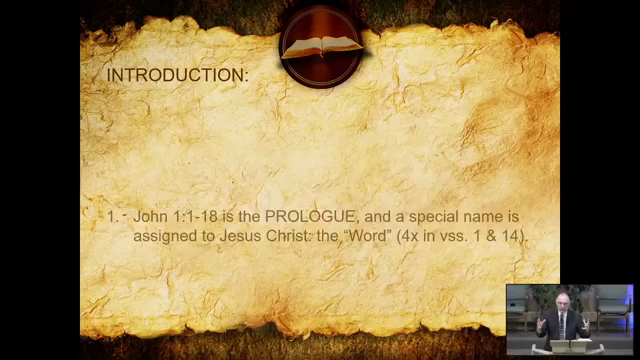 INTRODUCTION:
1. John 1:1-18 is the PROLOGUE, and a special name is
assigned to Jesus Christ: the “Word” (4x in vss. 1 & 14).